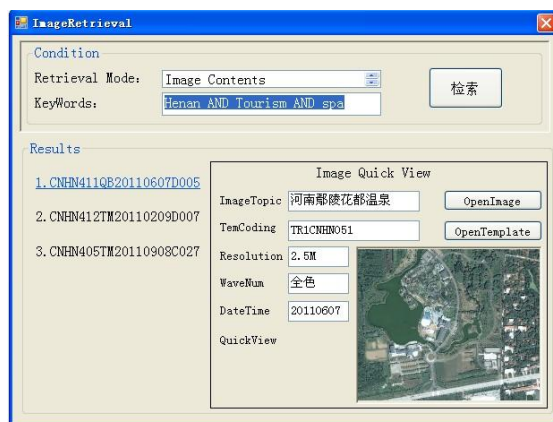 ImageRetrieval
Condition
Retrieval Mode: Image Contents
KeyWords: Henan AND Tourism AND spa
检索
Results
1.CNHN411QB20110607D005
2.CNHN412TM20110209D007
3.CNHN405TM20110908C027
Image Quick View
ImageTopic 河南鄢陵花都温泉 OpenImage
TemCoding TR1CNHN051 OpenTemplate
Resolution 2.5M
WaveNum 全色
DateTime 20110607
QuickView